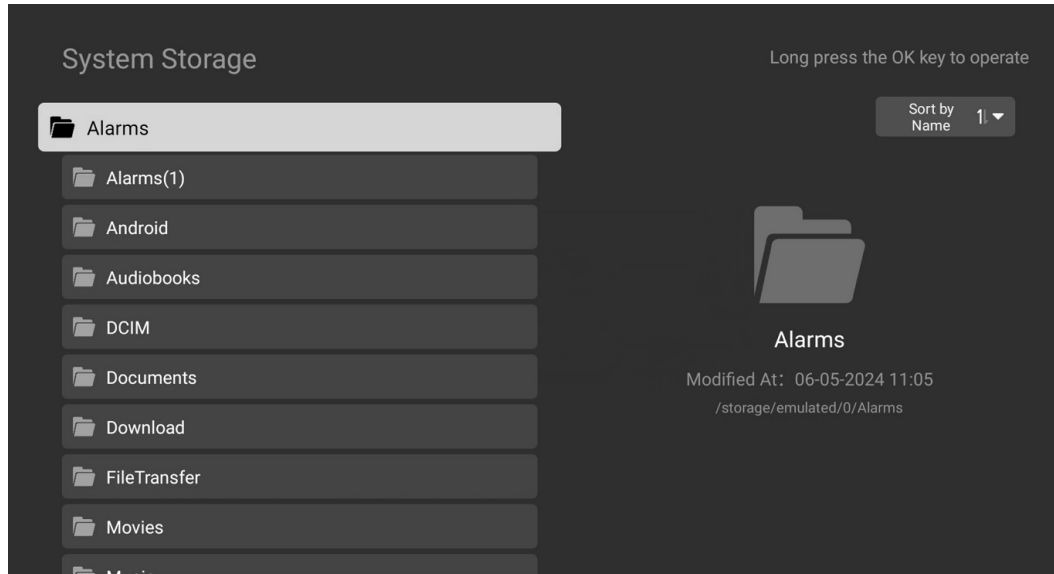 System Storage
Long press the OK key to operate
Sort by
Name
Alarms
Alarms(1)
Android
Audiobooks
DCIM
Documents
Download
FileTransfer
Movies
Alarms
Modified At: 06-05-2024 11:05
/storage/emulated/0/Alarms